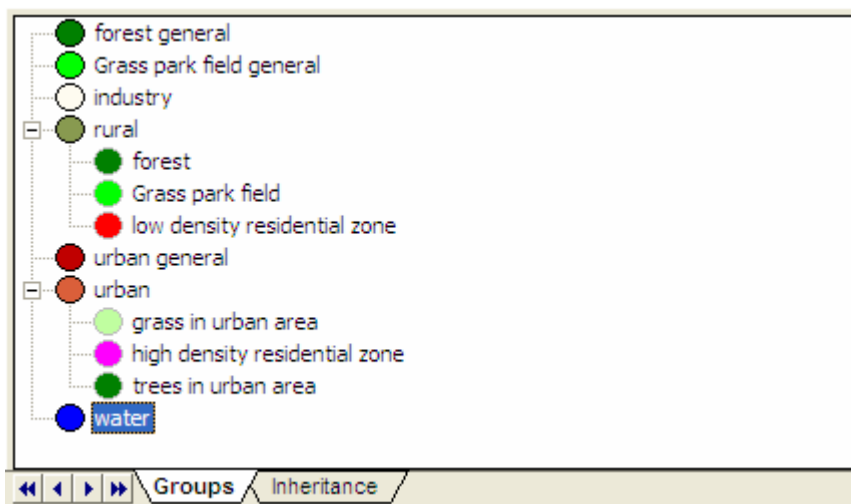 forest general
Grass park field general
industry
rural
forest
Grass park field
low density residential zone
urban general
urban
grass in urban area
high density residential zone
trees in urban area
water
Groups Inheritance